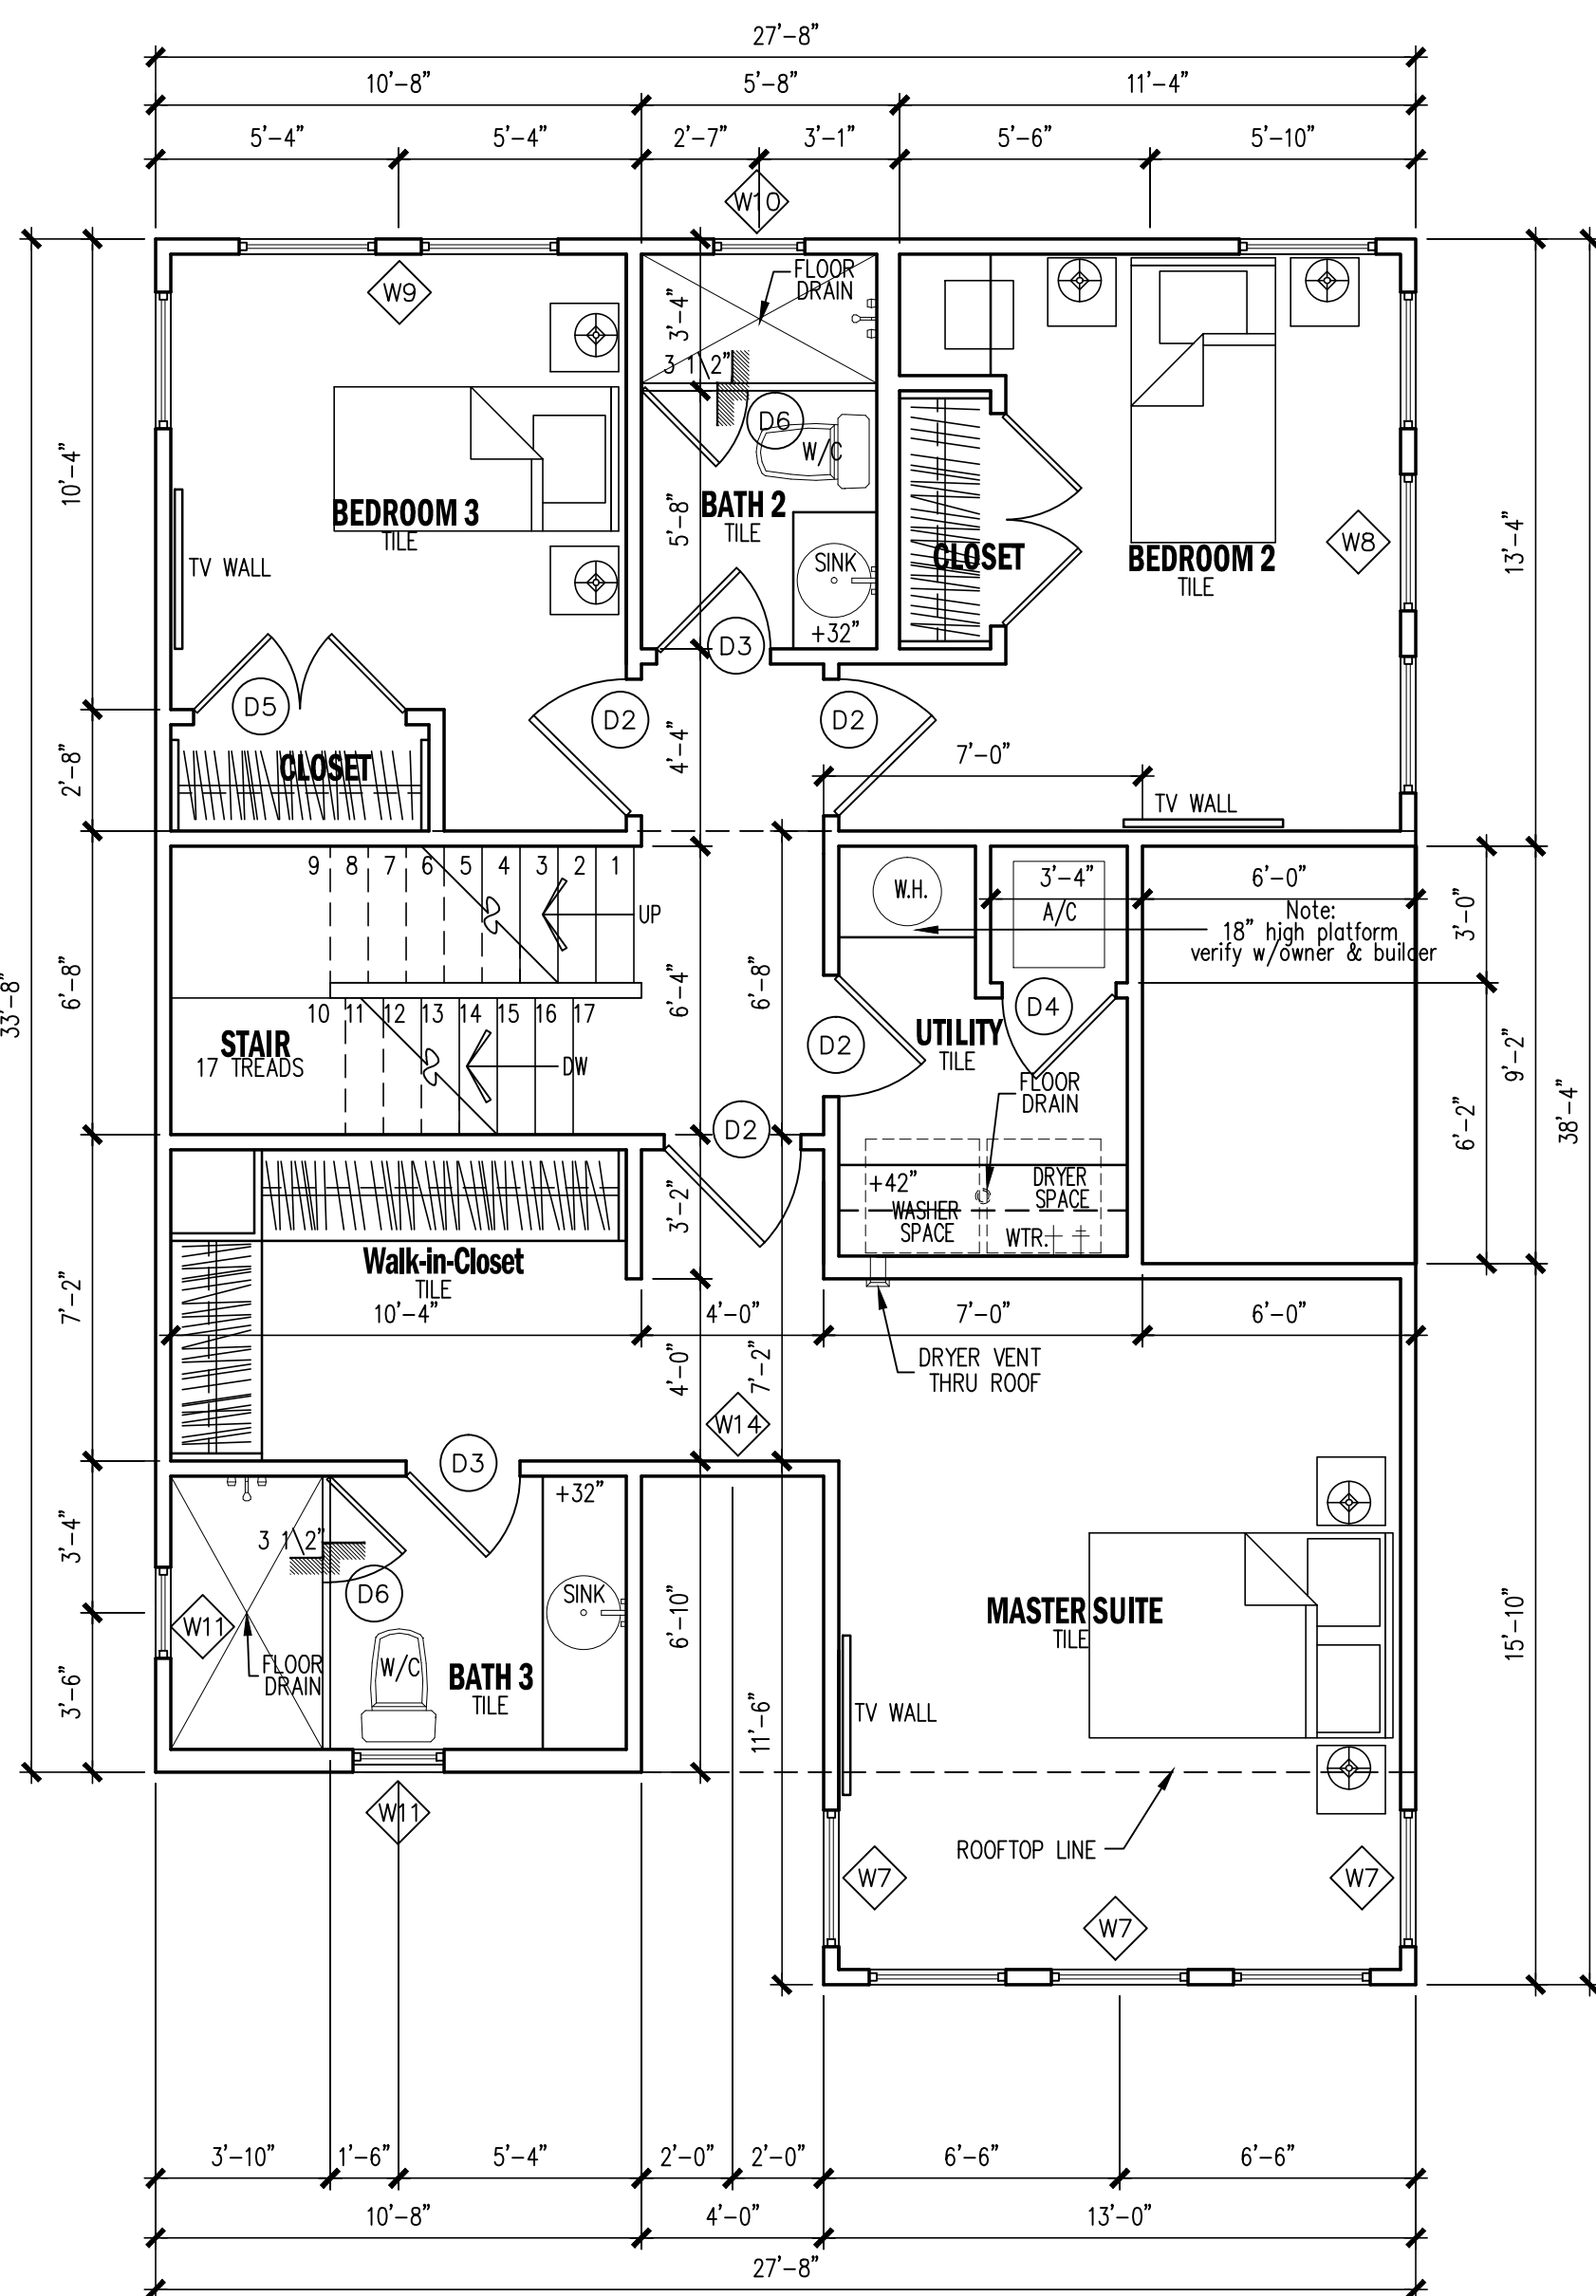 27'-8"
10'-8" 5'-8" 11'-4"
5'-4" 5'-4" 2'-7" 3'-1" 5'-6" 5'-10"
W10
FLOOR
DRAIN
W9
3'-4"
3 1\2"
D6
W/C
10'-4"
BEDROOM 3
TILE
5'-8"
BATH 2
TILE
CLOSET
BEDROOM 2
TILE
W8
13'-4"
TV WALL
SINK
+32"
D3
D5
D2
D2
CLOSET
2'-8"
4'-4"
7'-0"
TV WALL
9 8 7 6 5 4 3 2 1
UP
W.H.
3'-4"
A/C
6'-0"
Note:
18" high platform
verify w/owner & builder
3'-0"
33'-8"
6'-8"
6'-4"
6'-8"
10 11 12 13 14 15 16 17
STAIR
17 TREADS
DW
D2
UTILITY
TILE
D4
FLOOR
DRAIN
9'-2"
6'-2"
38'-4"
D2
+42"
WASHER
SPACE
DRYER
SPACE
WTR.
3'-2"
Walk-in-Closet
TILE
7'-2"
10'-4" 4'-0" 7'-0" 6'-0"
4'-0"
7'-2"
DRYER VENT
THRU ROOF
W14
D3
+32"
3'-4"
3 1\2"
D6
SINK
W11
FLOOR
DRAIN
W/C
BATH 3
TILE
3'-6"
6'-10"
11'-6"
MASTER SUITE
TILE
15'-10"
TV WALL
W11
ROOFTOP LINE
W7
W7
W7
3'-10" 1'-6" 5'-4" 2'-0" 2'-0" 6'-6" 6'-6"
10'-8" 4'-0" 13'-0"
27'-8"